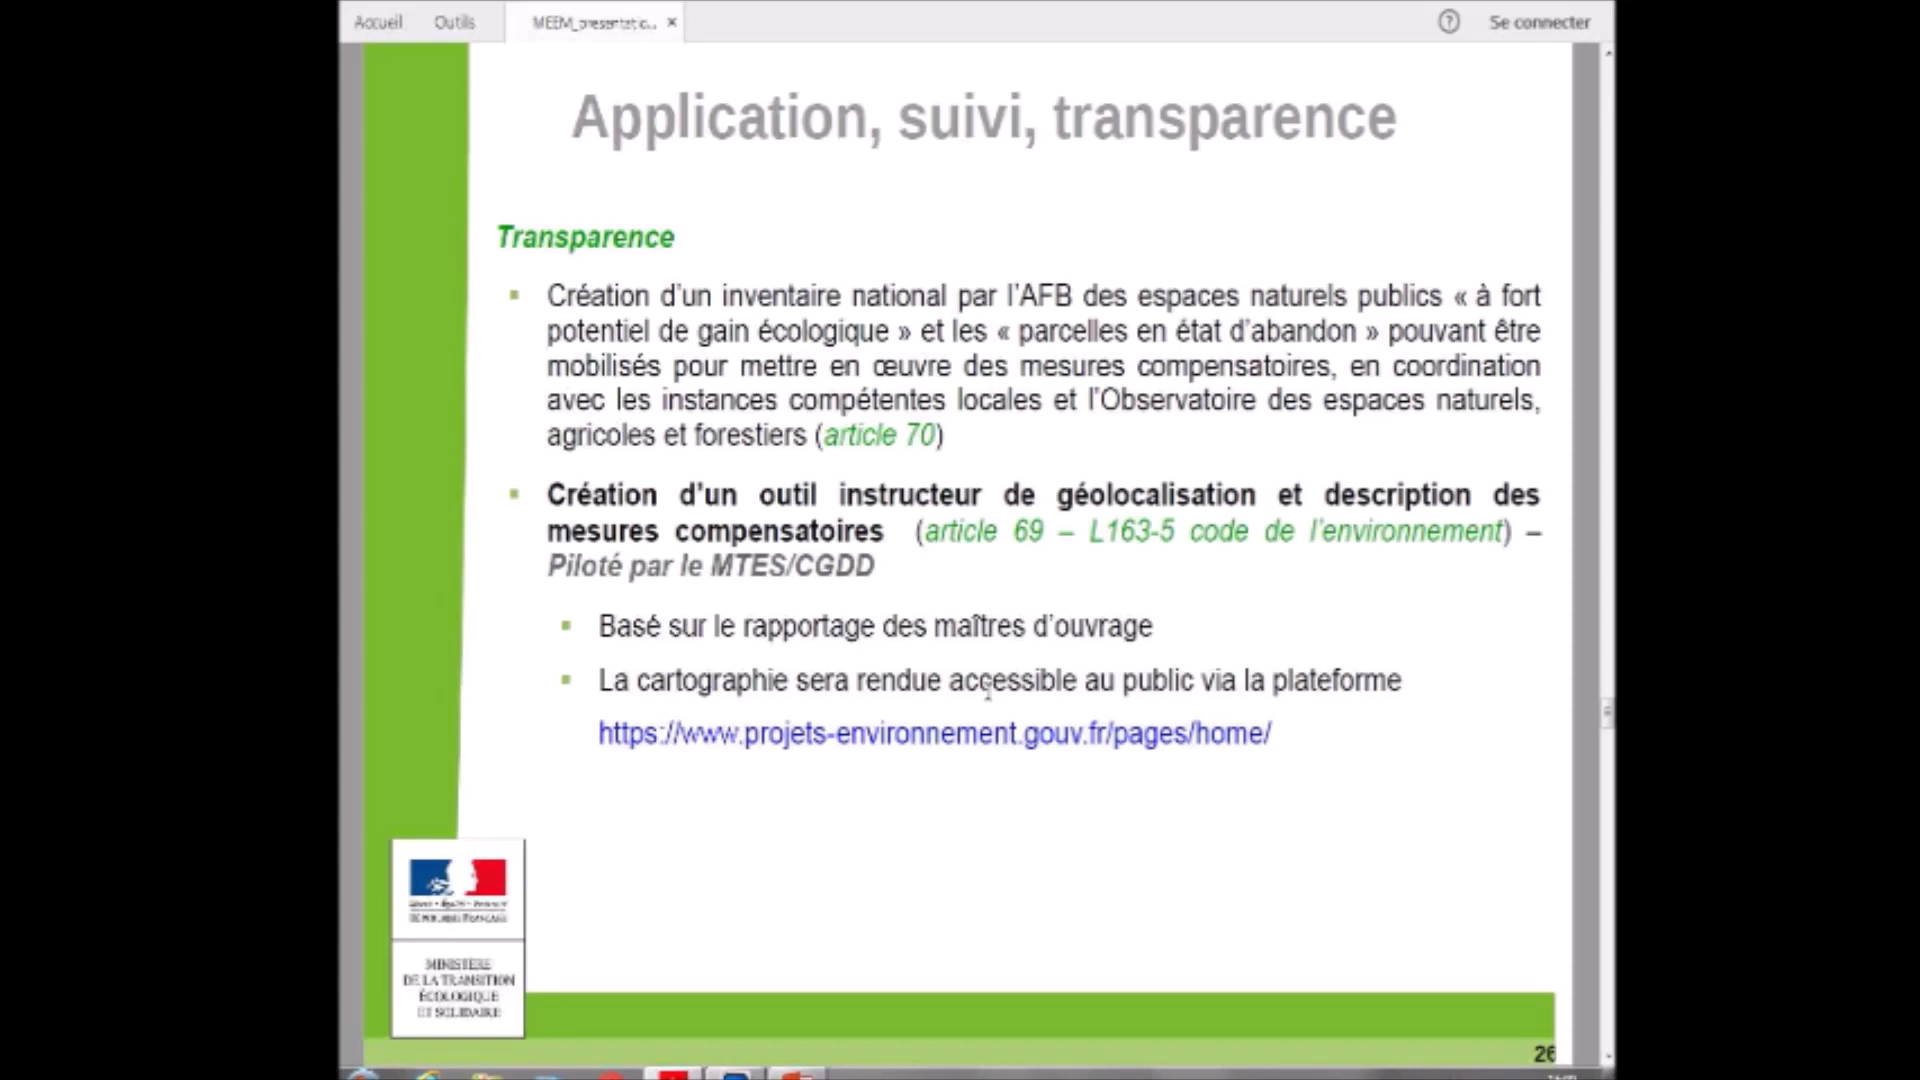 Accueil Outils MEEM_presentatio... × ? Se connecter
Application, suivi, transparence
Transparence
▪ Création d'un inventaire national par l'AFB des espaces naturels publics « à fort
potentiel de gain écologique » et les « parcelles en état d'abandon » pouvant être
mobilisés pour mettre en œuvre des mesures compensatoires, en coordination
avec les instances compétentes locales et l'Observatoire des espaces naturels,
agricoles et forestiers (article 70)
▪ Création d'un outil instructeur de géolocalisation et description des
mesures compensatoires (article 69 – L163-5 code de l'environnement) –
Piloté par le MTES/CGDD
▪ Basé sur le rapportage des maîtres d'ouvrage
▪ La cartographie sera rendue accessible au public via la plateforme
https://www.projets-environnement.gouv.fr/pages/home/
RÉPUBLIQUE FRANÇAISE
MINISTÈRE
DE LA TRANSITION
ÉCOLOGIQUE
ET SOLIDAIRE
26